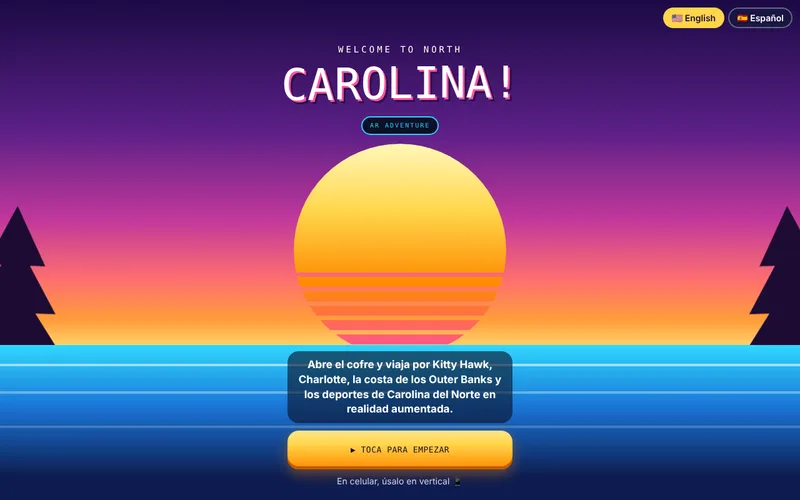 🇺🇸 English
🇪🇸 Español
WELCOME TO NORTH
CAROLINA!
AR ADVENTURE
Abre el cofre y viaja por Kitty Hawk,
Charlotte, la costa de los Outer Banks y
los deportes de Carolina del Norte en
realidad aumentada.
▶ TOCA PARA EMPEZAR
En celular, úsalo en vertical 📱